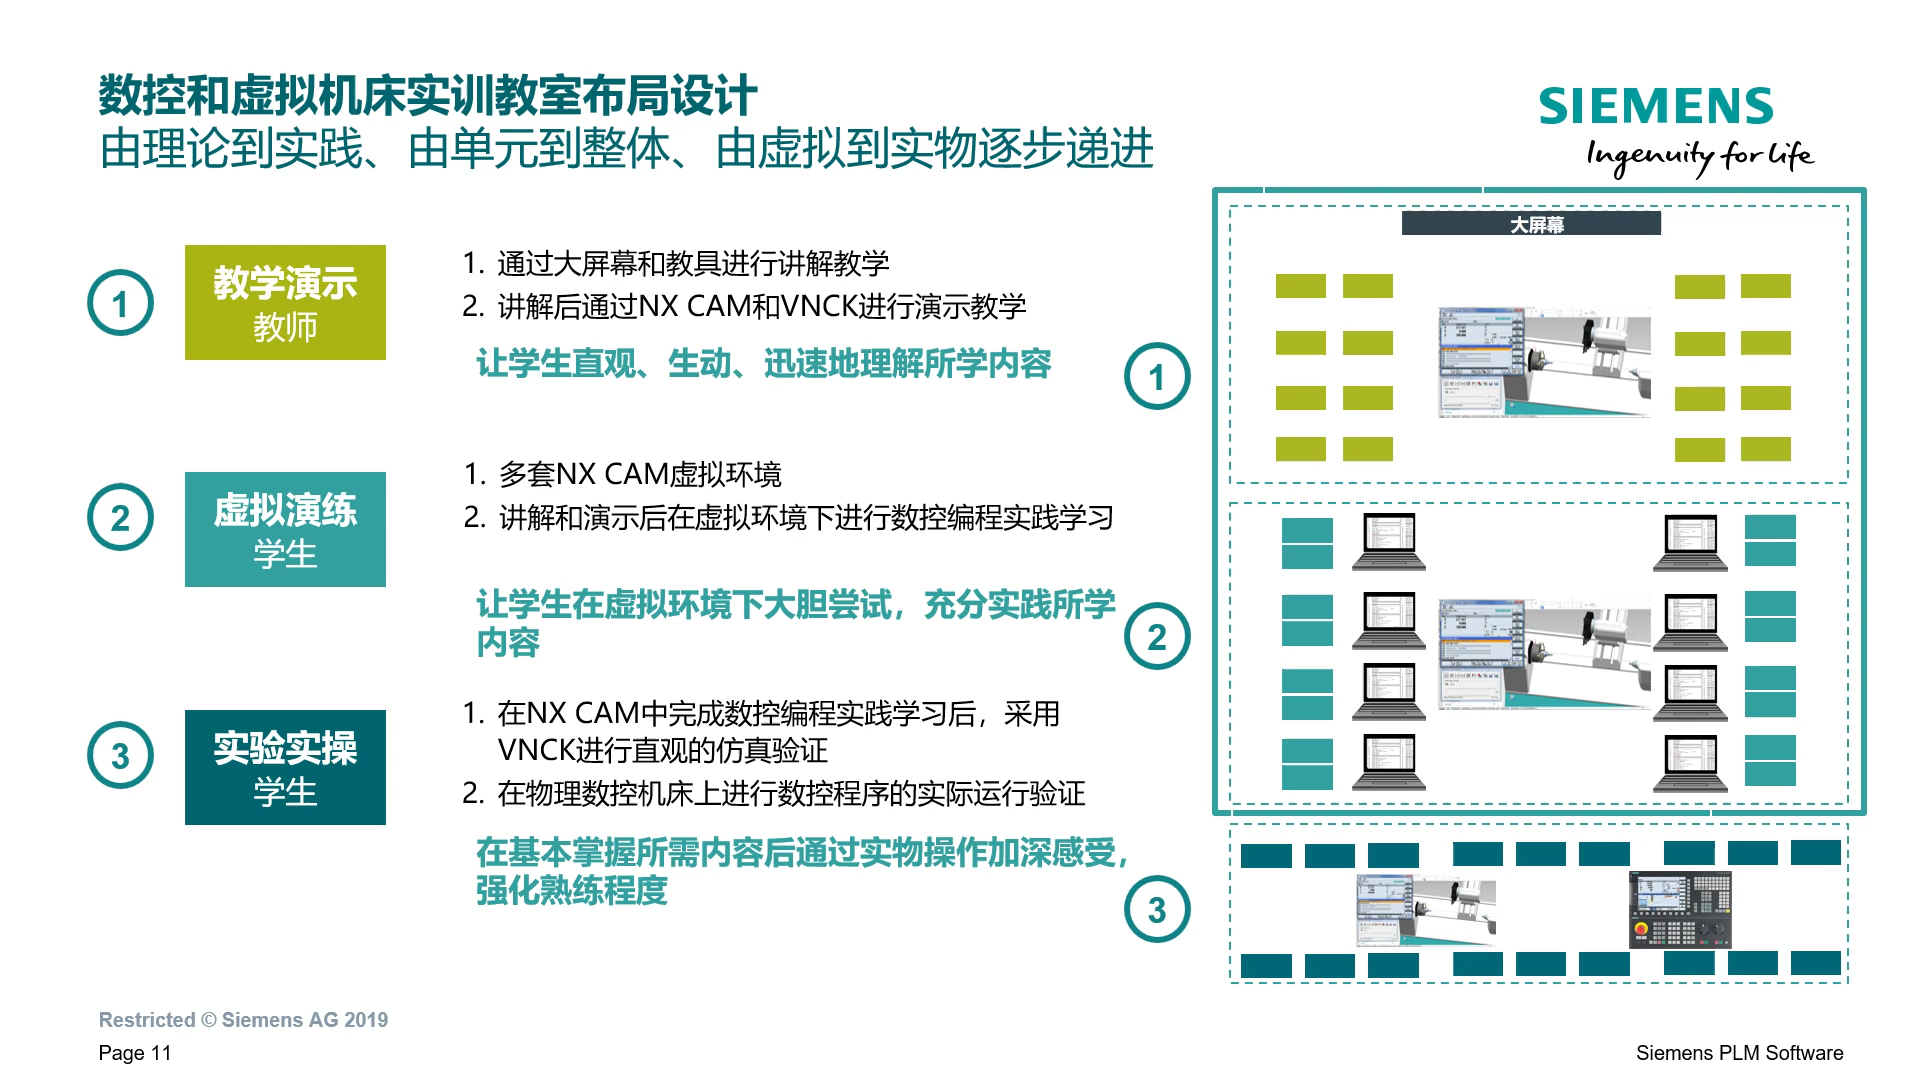 数控和虚拟机床实训教室布局设计
由理论到实践、由单元到整体、由虚拟到实物逐步递进
SIEMENS
Ingenuity for life
1
教学演示
教师
1. 通过大屏幕和教具进行讲解教学
2. 讲解后通过NX CAM和VNCK进行演示教学
让学生直观、生动、迅速地理解所学内容
2
虚拟演练
学生
1. 多套NX CAM虚拟环境
2. 讲解和演示后在虚拟环境下进行数控编程实践学习
让学生在虚拟环境下大胆尝试，充分实践所学
内容
3
实验实操
学生
1. 在NX CAM中完成数控编程实践学习后，采用
VNCK进行直观的仿真验证
2. 在物理数控机床上进行数控程序的实际运行验证
在基本掌握所需内容后通过实物操作加深感受，
强化熟练程度
大屏幕
1
2
3
Restricted © Siemens AG 2019
Page 11
Siemens PLM Software